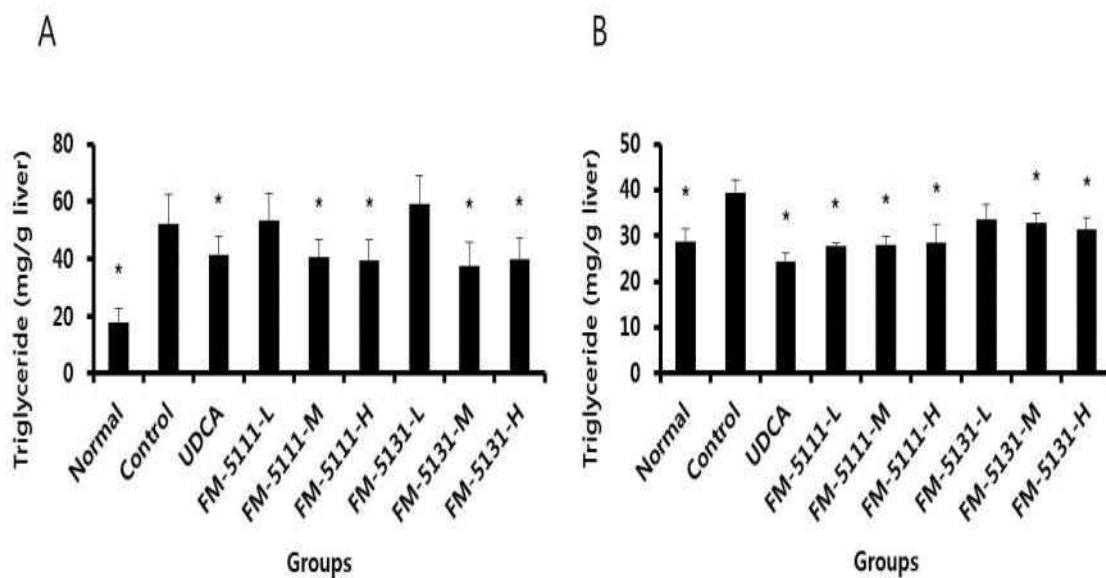 A
Triglyceride (mg/g liver)
80
60
40
20
0
*
*
*
*
*
*
Normal
Control
UDCA
FM-5111-L
FM-5111-M
FM-5111-H
FM-5131-L
FM-5131-M
FM-5131-H
Groups
B
Triglyceride (mg/g liver)
50
40
30
20
10
0
*
*
*
*
*
*
*
Normal
Control
UDCA
FM-5111-L
FM-5111-M
FM-5111-H
FM-5131-L
FM-5131-M
FM-5131-H
Groups